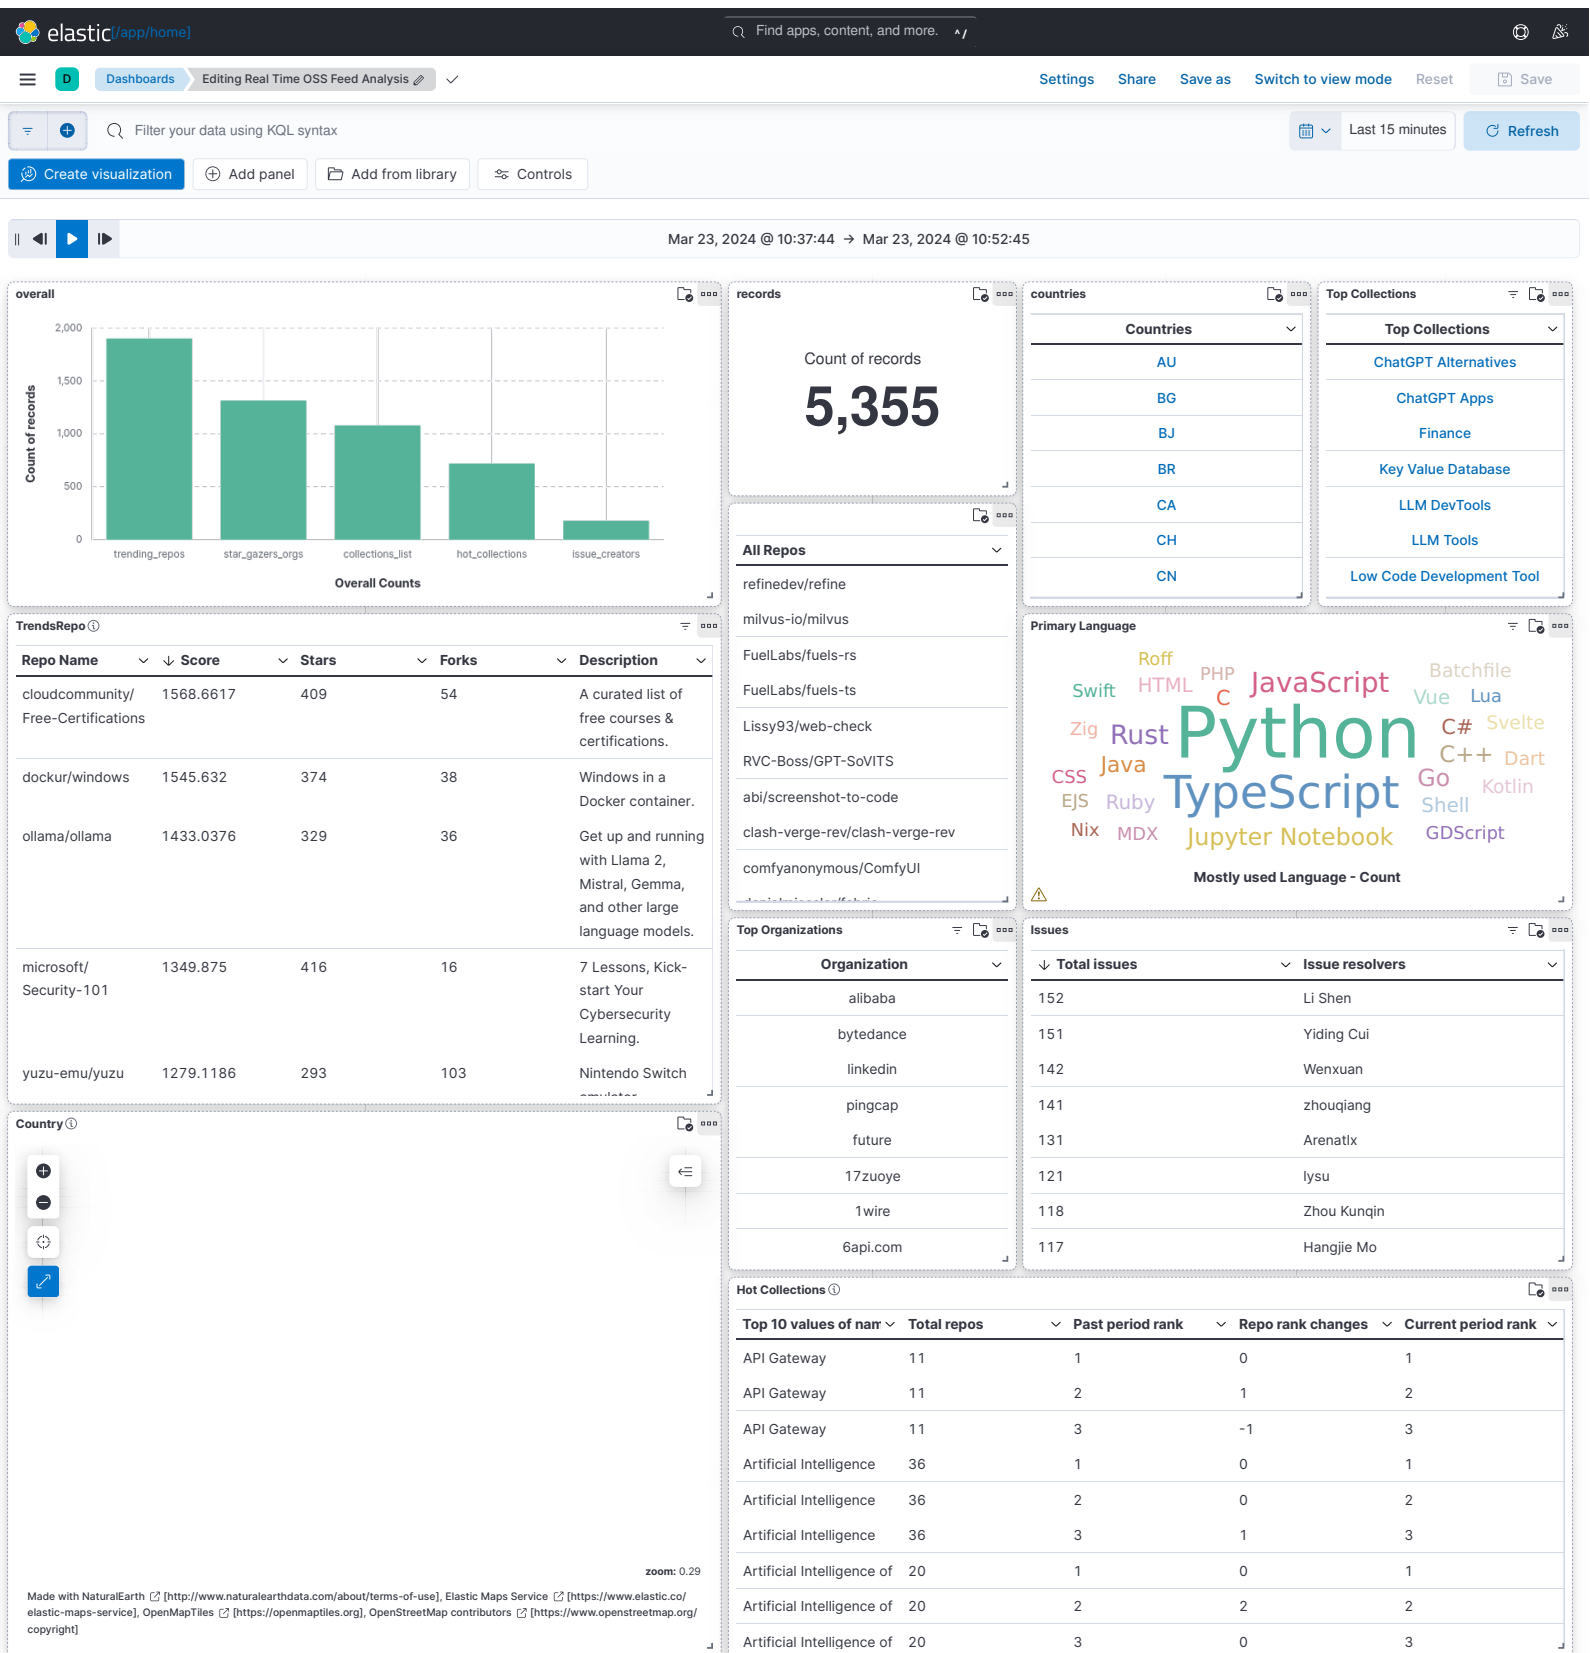 elastic[/app/home]
Find apps, content, and more. ^/
D Dashboards Editing Real Time OSS Feed Analysis
Settings Share Save as Switch to view mode Reset Save
Filter your data using KQL syntax
Last 15 minutes Refresh
Create visualization Add panel Add from library Controls
Mar 23, 2024 @ 10:37:44 → Mar 23, 2024 @ 10:52:45
overall
2,000
1,500
1,000
500
0
Count of records
trending_repos star_gazers_orgs collections_list hot_collections issue_creators
Overall Counts
records
Count of records
5,355
countries
Countries
AU
BG
BJ
BR
CA
CH
CN
Top Collections
Top Collections
ChatGPT Alternatives
ChatGPT Apps
Finance
Key Value Database
LLM DevTools
LLM Tools
Low Code Development Tool
All Repos
refinedev/refine
milvus-io/milvus
FuelLabs/fuels-rs
FuelLabs/fuels-ts
Lissy93/web-check
RVC-Boss/GPT-SoVITS
abi/screenshot-to-code
clash-verge-rev/clash-verge-rev
comfyanonymous/ComfyUI
TrendsRepo
Repo Name Score Stars Forks Description
cloudcommunity/ 1568.6617 409 54 A curated list of
Free-Certifications free courses &
certifications.
dockur/windows 1545.632 374 38 Windows in a
Docker container.
ollama/ollama 1433.0376 329 36 Get up and running
with Llama 2,
Mistral, Gemma,
and other large
language models.
microsoft/ 1349.875 416 16 7 Lessons, Kick-
Security-101 start Your
Cybersecurity
Learning.
yuzu-emu/yuzu 1279.1186 293 103 Nintendo Switch
Primary Language
Roff
PHP
Batchfile
Swift HTML C JavaScript Vue Lua
Zig Rust Python C# Svelte
CSS Java C++ Dart
EJS Ruby TypeScript Go Shell Kotlin
Nix MDX Jupyter Notebook GDScript
Mostly used Language - Count
Top Organizations
Organization
alibaba
bytedance
linkedin
pingcap
future
17zuoye
1wire
6api.com
Issues
Total issues Issue resolvers
152 Li Shen
151 Yiding Cui
142 Wenxuan
141 zhouqiang
131 Arenatlx
121 lysu
118 Zhou Kunqin
117 Hangjie Mo
Country
zoom: 0.29
Made with NaturalEarth [http://www.naturalearthdata.com/about/terms-of-use], Elastic Maps Service [https://www.elastic.co/
elastic-maps-service], OpenMapTiles [https://openmaptiles.org], OpenStreetMap contributors [https://www.openstreetmap.org/
copyright]
Hot Collections
Top 10 values of nam Total repos Past period rank Repo rank changes Current period rank
API Gateway 11 1 0 1
API Gateway 11 2 1 2
API Gateway 11 3 -1 3
Artificial Intelligence 36 1 0 1
Artificial Intelligence 36 2 0 2
Artificial Intelligence 36 3 1 3
Artificial Intelligence of 20 1 0 1
Artificial Intelligence of 20 2 2 2
Artificial Intelligence of 20 3 0 3